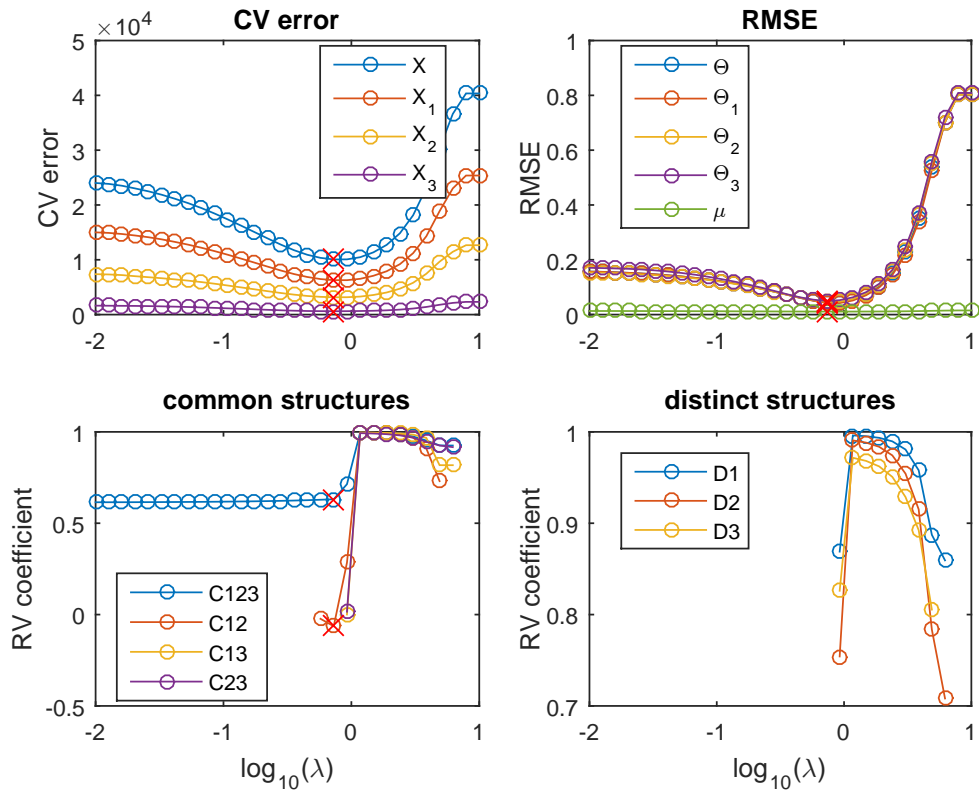 CV error
×10⁴
CV error
5
4
3
2
1
0
-2
-1
0
1
X
X₁
X₂
X₃
RMSE
RMSE
1
0.8
0.6
0.4
0.2
0
-2
-1
0
1
Θ
Θ₁
Θ₂
Θ₃
μ
common structures
RV coefficient
1
0.5
0
-0.5
-2
-1
0
1
log₁₀(λ)
C123
C12
C13
C23
distinct structures
RV coefficient
1
0.9
0.8
0.7
-2
-1
0
1
log₁₀(λ)
D1
D2
D3